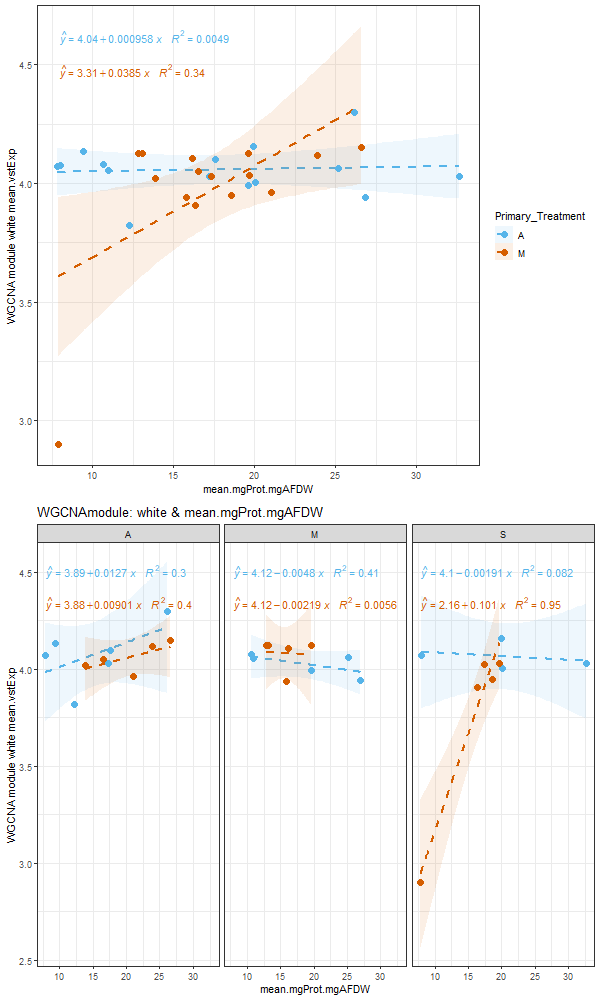 ŷ = 4.04+0.000958 x   R² = 0.0049
ŷ = 3.31+0.0385 x   R² = 0.34
4.5
4.0
3.5
3.0
WGCNA module white mean.vstExp
10 15 20 25 30
mean.mgProt.mgAFDW
Primary_Treatment
A
M
WGCNAmodule: white & mean.mgProt.mgAFDW
A M S
ŷ = 3.89+0.0127 x   R² = 0.3
ŷ = 3.88+0.00901 x   R² = 0.4
ŷ = 4.12−0.0048 x   R² = 0.41
ŷ = 4.12−0.00219 x   R² = 0.0056
ŷ = 4.1−0.00191 x   R² = 0.082
ŷ = 2.16+0.101 x   R² = 0.95
4.5
4.0
3.5
3.0
2.5
WGCNA module white mean.vstExp
10 15 20 25 30 10 15 20 25 30 10 15 20 25 30
mean.mgProt.mgAFDW